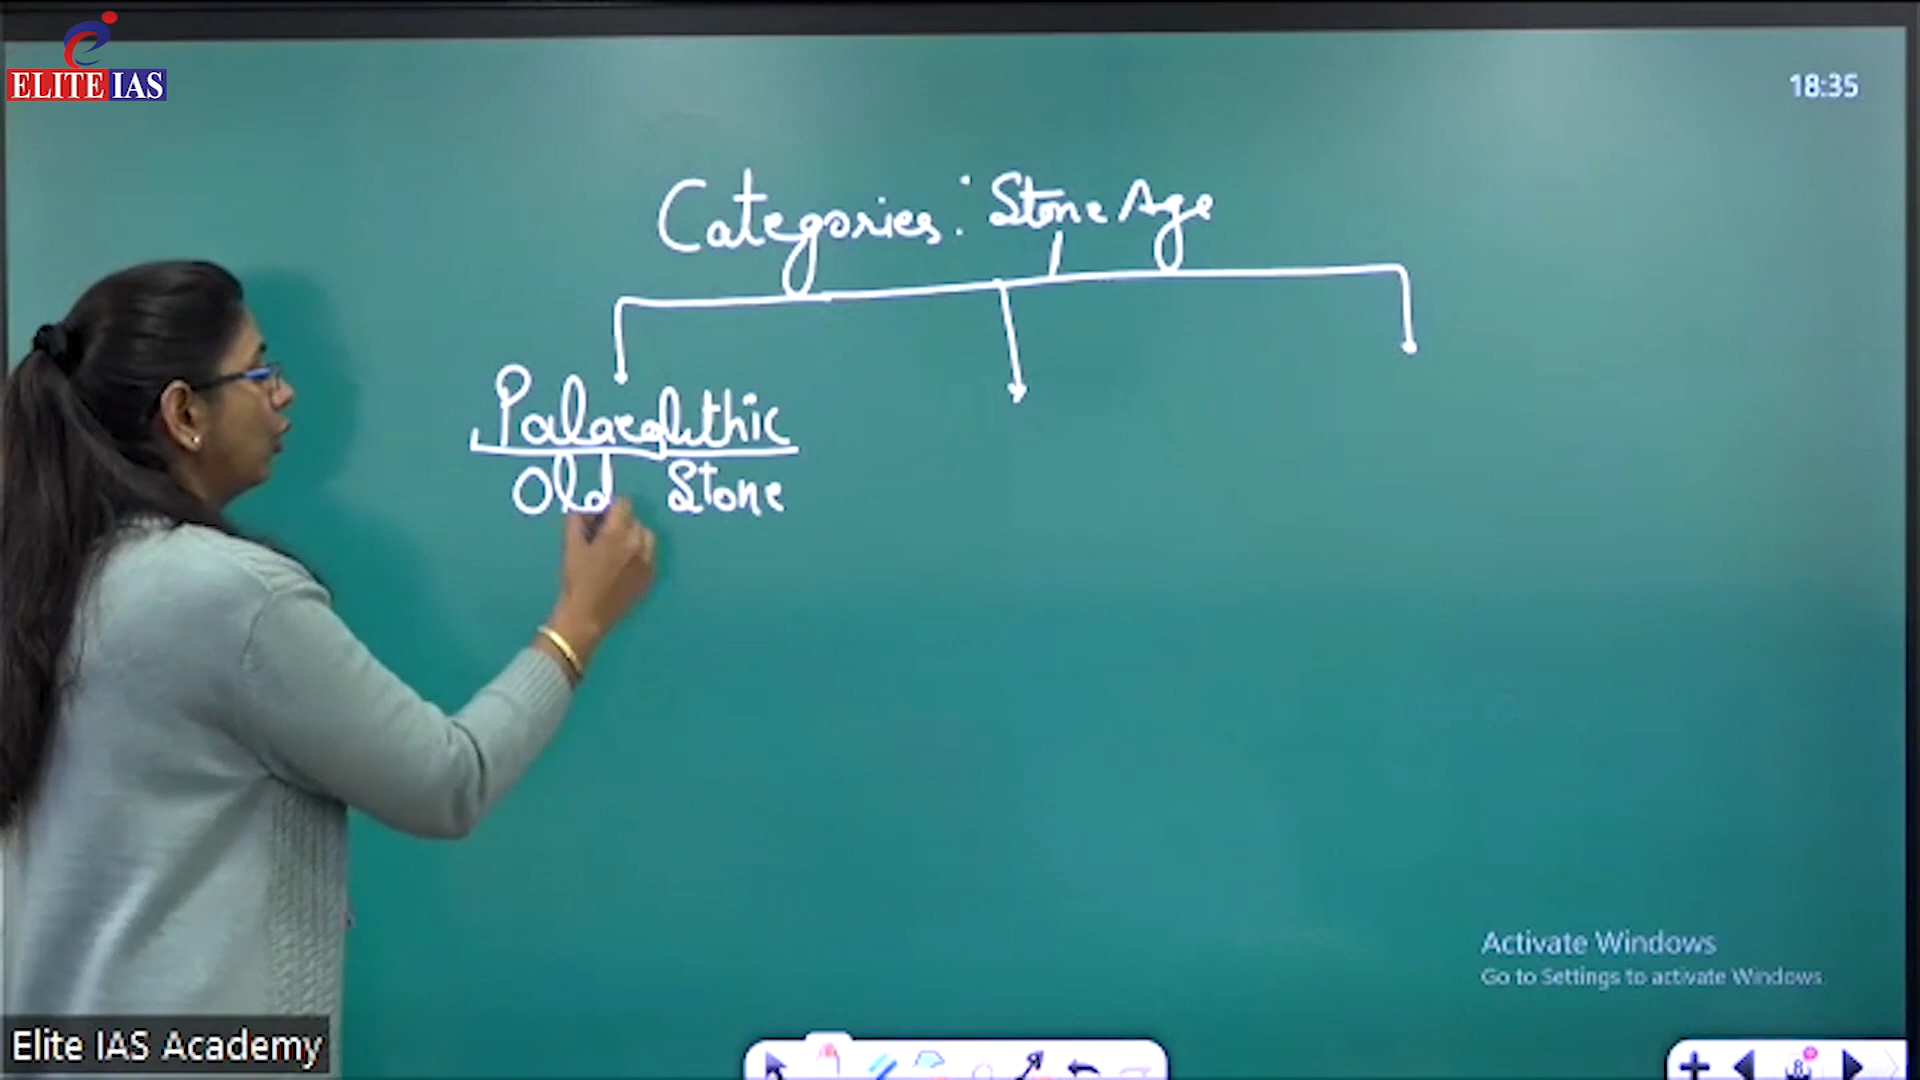 ELITE IAS
18:35
Categories: Stone Age
Palaeolithic
Old Stone
Activate Windows
Go to Settings to activate Windows
Elite IAS Academy